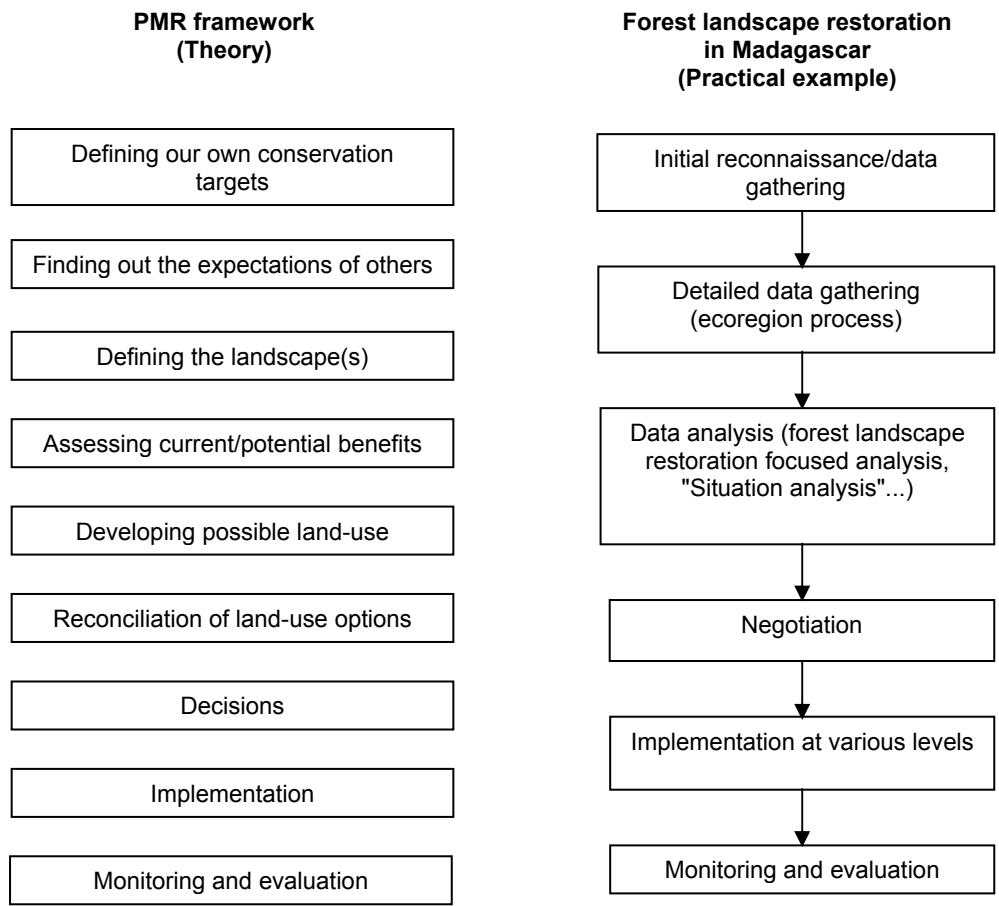 PMR framework
(Theory)
Defining our own conservation
targets
Finding out the expectations of others
Defining the landscape(s)
Assessing current/potential benefits
Developing possible land-use
Reconciliation of land-use options
Decisions
Implementation
Monitoring and evaluation
Forest landscape restoration
in Madagascar
(Practical example)
Initial reconnaissance/data
gathering
Detailed data gathering
(ecoregion process)
Data analysis (forest landscape
restoration focused analysis,
"Situation analysis"...)
Negotiation
Implementation at various levels
Monitoring and evaluation